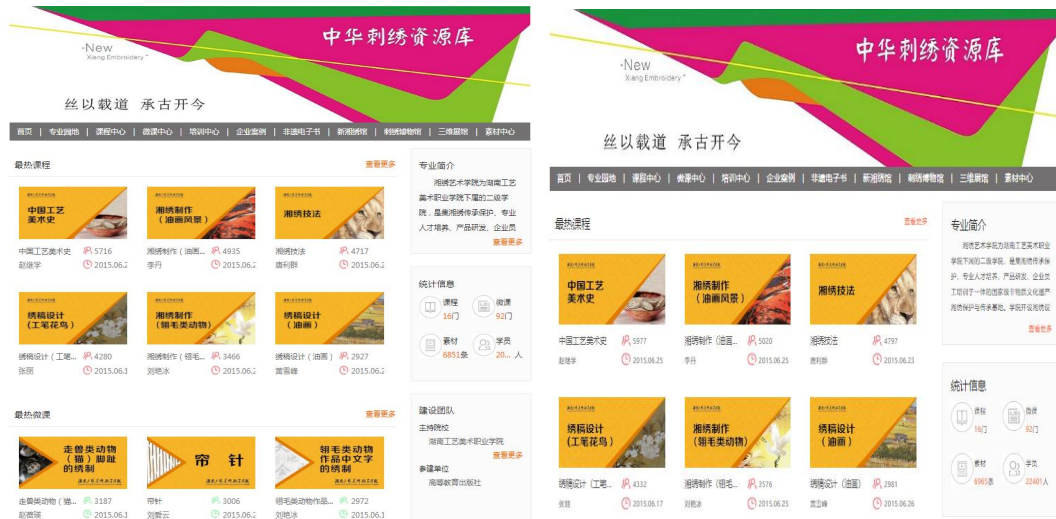 中华刺绣资源库
·New
Xiang Embroidery"
丝以载道 承古开今
首页 | 专业园地 | 课程中心 | 微课中心 | 培训中心 | 企业案例 | 非遗电子书 | 新湘绣馆 | 刺绣博物馆 | 三维展馆 | 素材中心
最热课程 查看更多
中国工艺
美术史
湘绣制作
（油画风景）
湘绣技法
中国工艺美术史 5716 湘绣制作（油画... 4935 湘绣技法 4717
赵继学 2015.06.2 李丹 2015.06.2 唐利群 2015.06.2
绣稿设计
(工笔花鸟)
湘绣制作
(翎毛类动物)
绣稿设计
（油画）
绣稿设计（工笔... 4280 湘绣制作（翎毛... 3466 绣稿设计（油画） 2927
张丽 2015.06.1 刘艳冰 2015.06.2 黄雪峰 2015.06.2
最热微课 查看更多
走兽类动物
（猫）脚趾
的绣制
帘 针
翎毛类动物
作品中文字
的绣制
走兽类动物（猫... 3187 帘针 3006 翎毛类动物作品... 2972
赵薇瑛 2015.06.2 刘爱云 2015.06.2 刘艳冰 2015.06.1
专业简介
湘绣艺术学院为湖南工艺
美术职业学院下属的二级学
院，是集湘绣传承保护、专业
人才培养、产品研发、企业员
查看更多
统计信息
课程
16门
微课
92门
素材
6851条
学员
20... 人
建设团队
主持院校
湖南工艺美术职业学院
查看更多
参建单位
高等教育出版社
中华刺绣资源库
·New
Xiang Embroidery"
丝以载道 承古开今
首页 | 专业园地 | 课程中心 | 微课中心 | 培训中心 | 企业案例 | 非遗电子书 | 新湘绣馆 | 刺绣博物馆 | 三维展馆 | 素材中心
最热课程 查看更多
中国工艺
美术史
湘绣制作
（油画风景）
湘绣技法
中国工艺美术史 5977 湘绣制作（油画... 5020 湘绣技法 4797
赵继学 2015.06.25 李丹 2015.06.25 唐利群 2015.06.23
绣稿设计
(工笔花鸟)
湘绣制作
(翎毛类动物)
绣稿设计
（油画）
绣稿设计（工笔... 4332 湘绣制作（翎毛... 3576 绣稿设计（油画） 2981
张丽 2015.06.17 刘艳冰 2015.06.25 黄雪峰 2015.06.26
专业简介
湘绣艺术学院为湖南工艺美术职业
学院下属的二级学院，是集湘绣传承保
护、专业人才培养、产品研发、企业员
工培训于一体的国家级非物质文化遗产
湘绣保护与传承基地。学院开设湘绣设
查看更多
统计信息
课程
16门
微课
92门
素材
6965条
学员
22401人